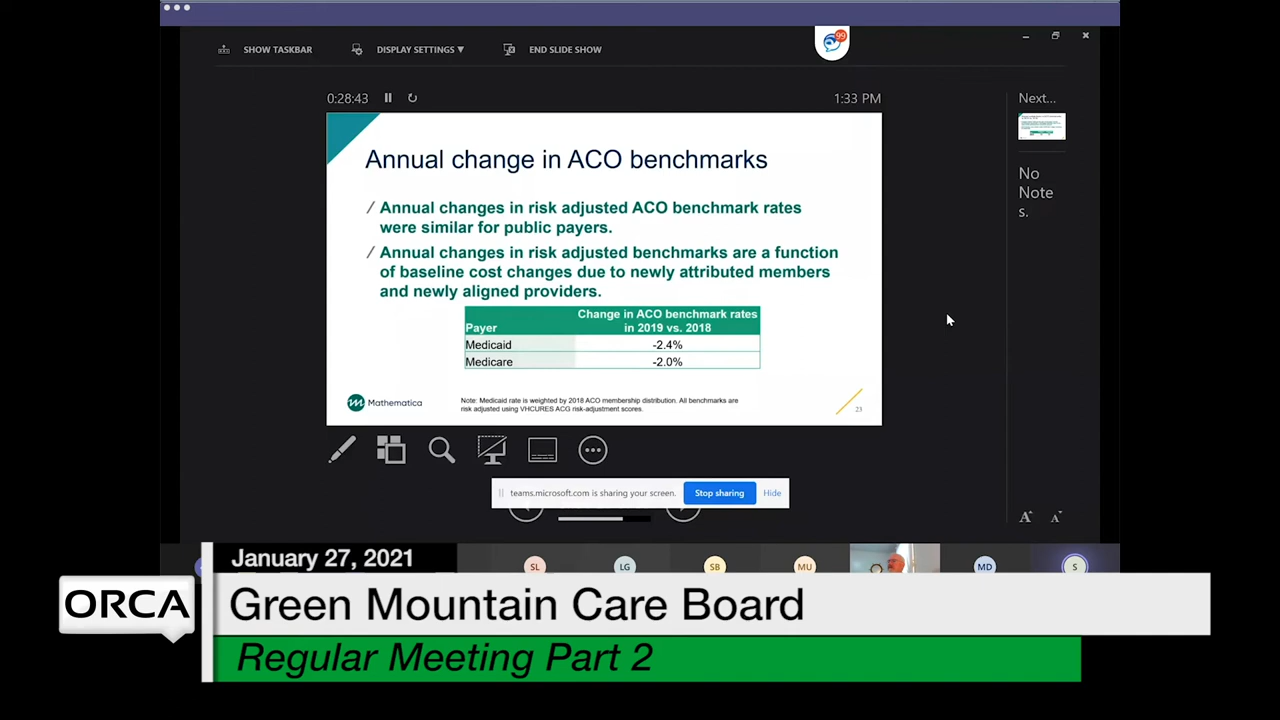 SHOW TASKBAR
DISPLAY SETTINGS ▼
END SLIDE SHOW
99
0:28:43
1:33 PM
Next...
Annual change in ACO benchmarks
/ Annual changes in risk adjusted ACO benchmark rates
were similar for public payers.
/ Annual changes in risk adjusted benchmarks are a function
of baseline cost changes due to newly attributed members
and newly aligned providers.
Payer
Change in ACO benchmark rates
in 2019 vs. 2018
Medicaid -2.4%
Medicare -2.0%
Mathematica
Note: Medicaid rate is weighted by 2018 ACO membership distribution. All benchmarks are
risk adjusted using VHCURES ACG risk-adjustment scores.
23
No
Note
s.
teams.microsoft.com is sharing your screen.
Stop sharing
Hide
A A
SL
LG
SB
MU
MD
S
January 27, 2021
ORCA
Green Mountain Care Board
Regular Meeting Part 2